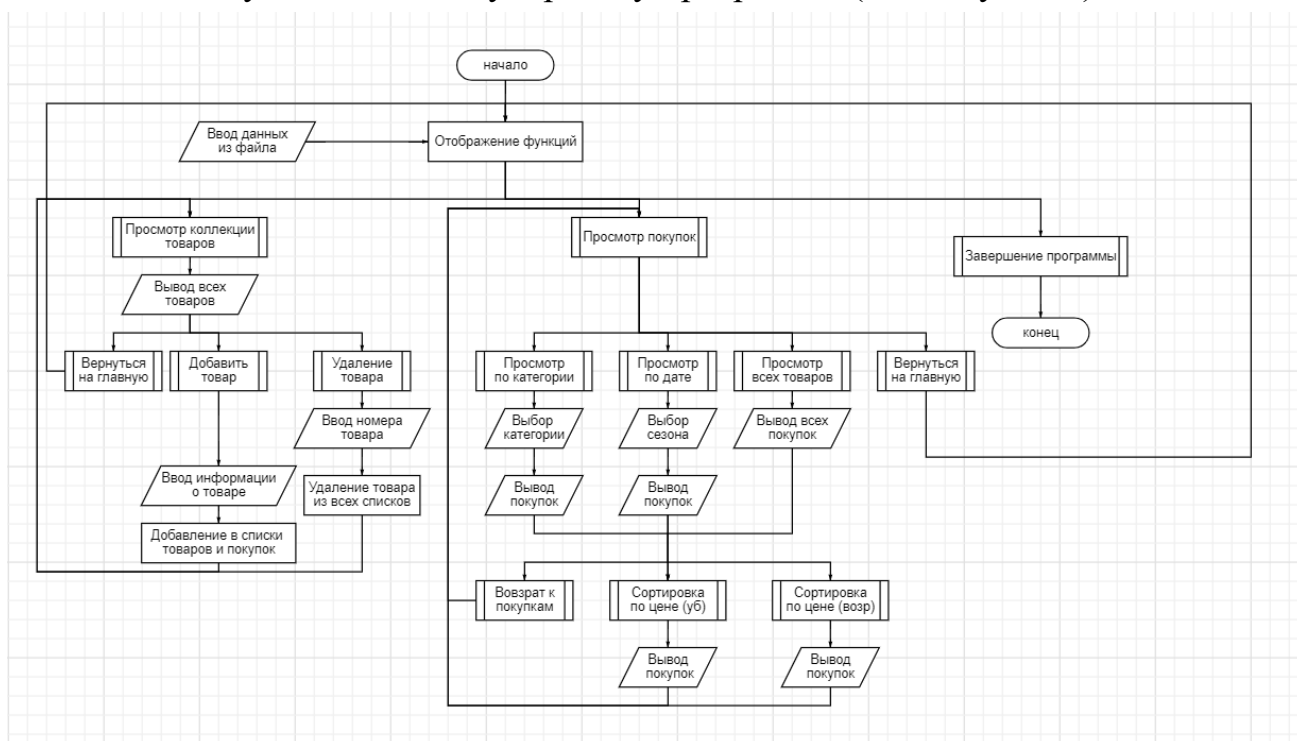 начало
Ввод данных
из файла
Отображение функций
Просмотр коллекции
товаров
Просмотр покупок
Завершение программы
Вывод всех
товаров
конец
Вернуться
на главную
Добавить
товар
Удаление
товара
Просмотр
по категории
Просмотр
по дате
Просмотр
всех товаров
Вернуться
на главную
Ввод номера
товара
Выбор
категории
Выбор
сезона
Вывод всех
покупок
Ввод информации
о товаре
Удаление товара
из всех списков
Вывод
покупок
Вывод
покупок
Добавление в списки
товаров и покупок
Вовзрат к
покупкам
Сортировка
по цене (уб)
Сортировка
по цене (возр)
Вывод
покупок
Вывод
покупок